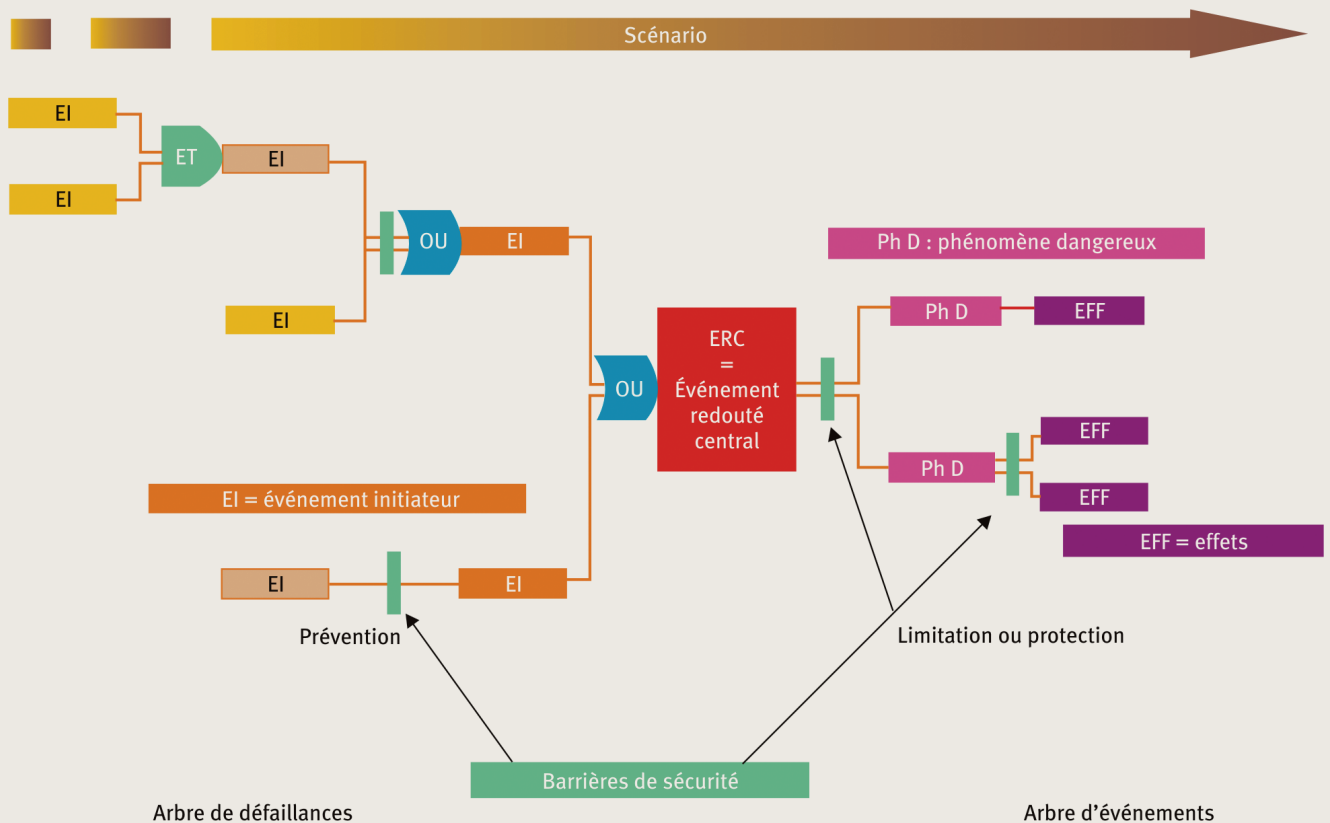 Scénario
EI
ET
EI
EI
OU
EI
Ph D : phénomène dangereux
EI
Ph D
EFF
ERC
=
Événement
redouté
central
OU
EFF
Ph D
EI = événement initiateur
EFF
EFF = effets
EI
EI
Prévention
Limitation ou protection
Barrières de sécurité
Arbre de défaillances
Arbre d'événements